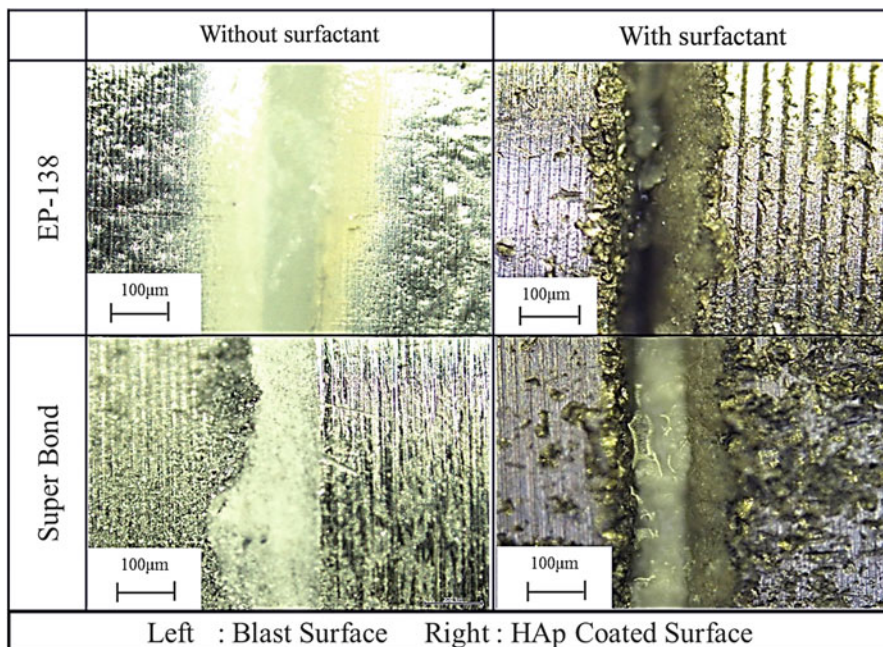 Without surfactant
With surfactant
EP-138
100μm
100μm
Super Bond
100μm
100μm
Left : Blast Surface Right : HAp Coated Surface